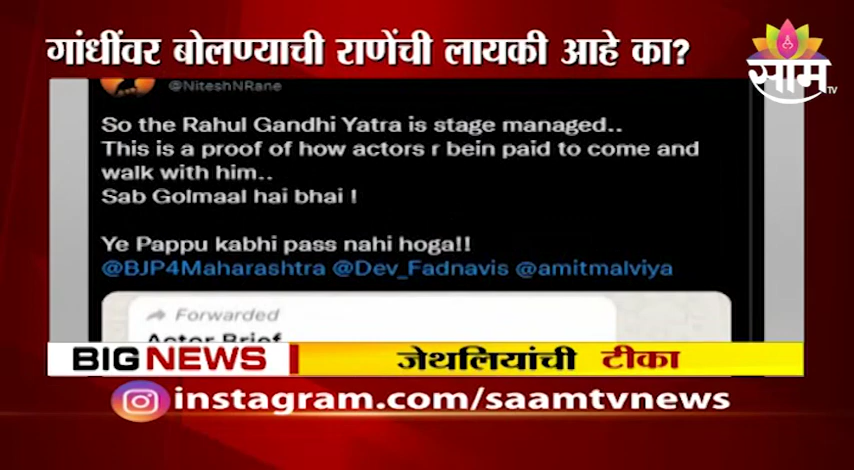 गांधींवर बोलण्याची राणेंची लायकी आहे का?
साम TV
@NiteshNRane
So the Rahul Gandhi Yatra is stage managed..
This is a proof of how actors r bein paid to come and
walk with him..
Sab Golmaal hai bhai !
Ye Pappu kabhi pass nahi hoga!!
@BJP4Maharashtra @Dev_Fadnavis @amitmalviya
Forwarded
Actor Brief
BIG NEWS जेथलियांची टीका
instagram.com/saamtvnews